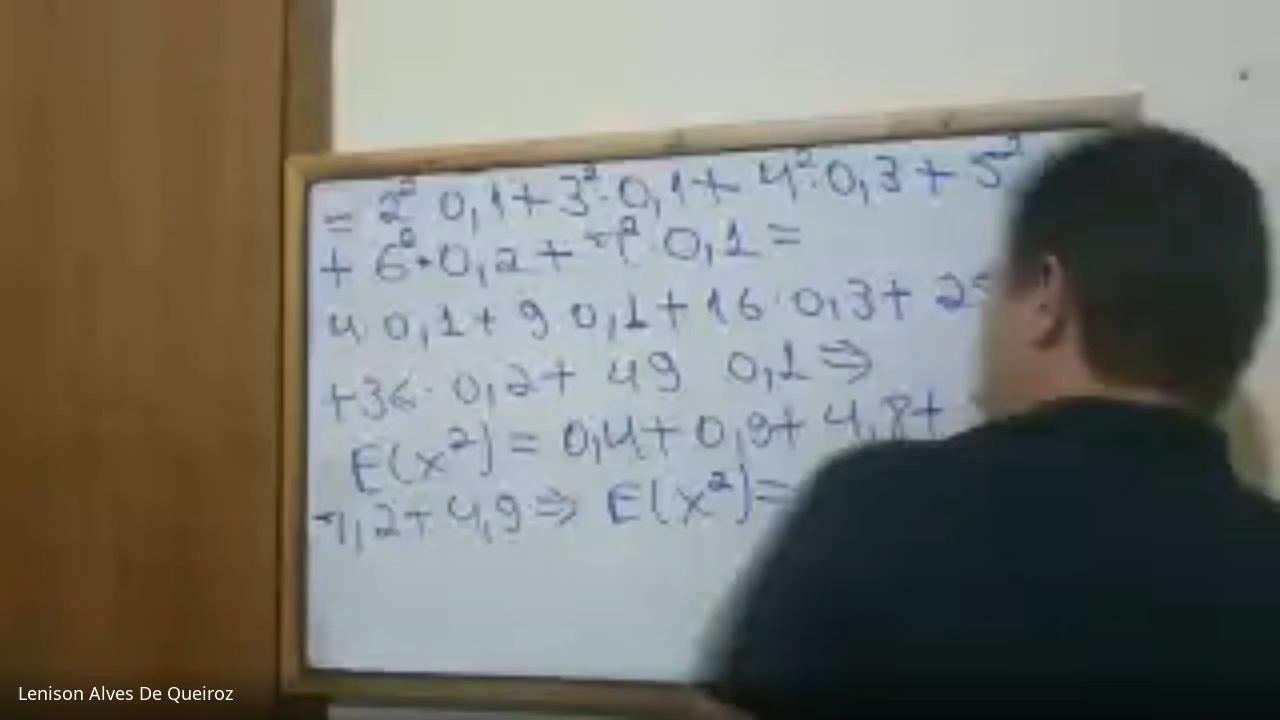 = 2² 0,1 + 3² · 0,1 + 4² · 0,3 + 5²
+ 6² · 0,2 + 7² · 0,1 =
4 · 0,1 + 9 0,1 + 16 · 0,3 + 25
+ 36 · 0,2 + 49 0,1 ⇒
E(x²) = 0,4 + 0,9 + 4,8 +
7,2 + 4,9 ⇒ E(x²) =
Lenison Alves De Queiroz